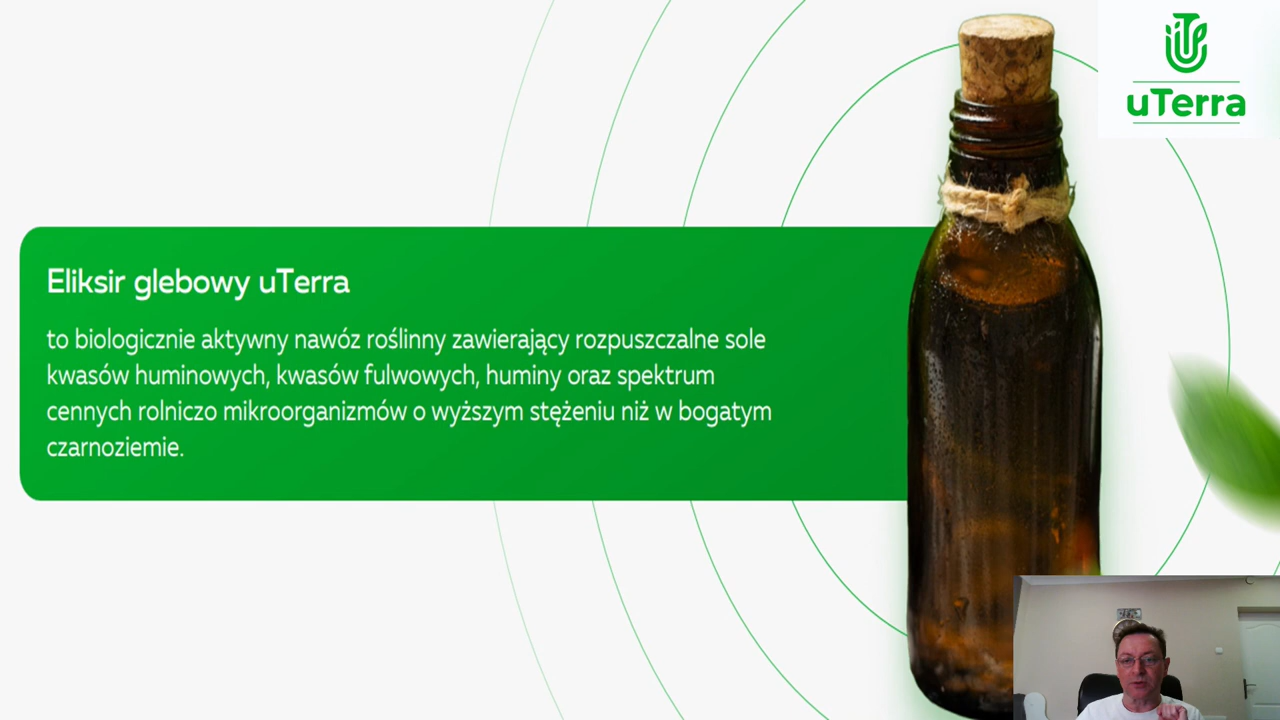 uTerra
Eliksir glebowy uTerra
to biologicznie aktywny nawóz roślinny zawierający rozpuszczalne sole
kwasów huminowych, kwasów fulwowych, huminy oraz spektrum
cennych rolniczo mikroorganizmów o wyższym stężeniu niż w bogatym
czarnoziemie.